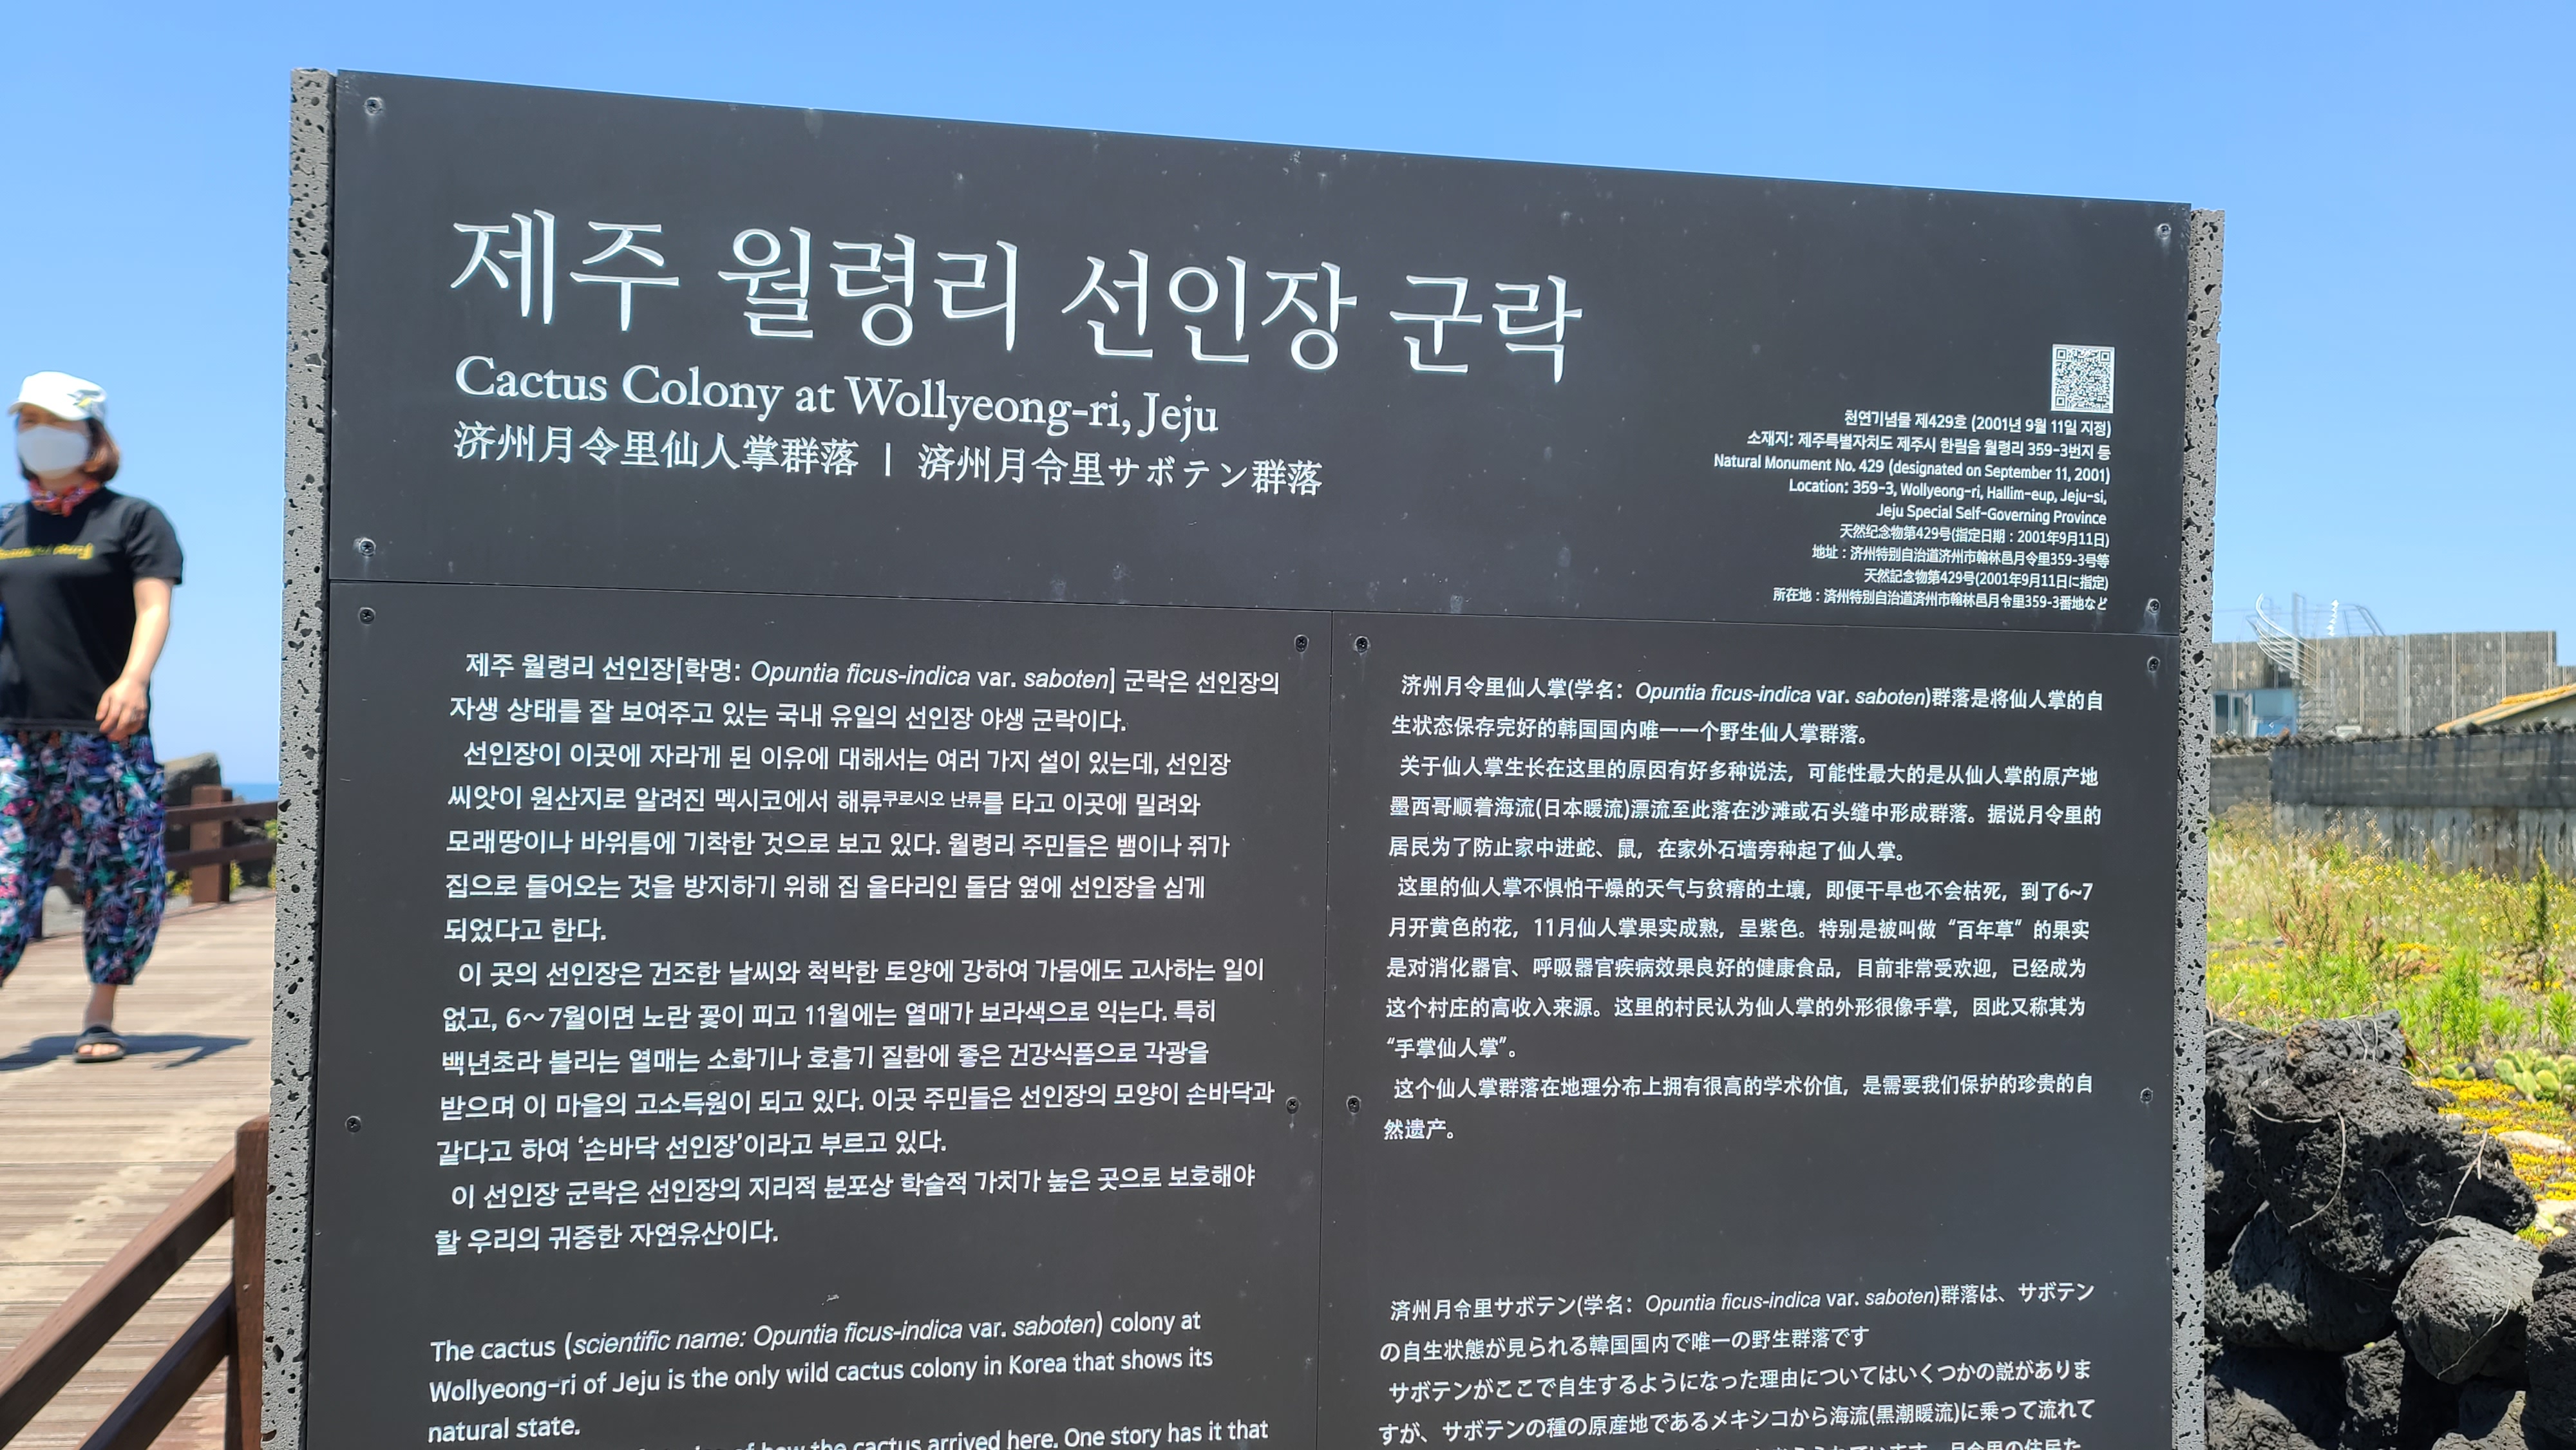 제주 월령리 선인장 군락
Cactus Colony at Wollyeong-ri, Jeju
済州月令里仙人掌群落 | 済州月令里サボテン群落
천연기념물 제429호 (2001년 9월 11일 지정)
소재지: 제주특별자치도 제주시 한림읍 월령리 359-3번지 등
Natural Monument No. 429 (designated on September 11, 2001)
Location: 359-3, Wollyeong-ri, Hallim-eup, Jeju-si,
Jeju Special Self-Governing Province
天然纪念物第429号(指定日期 : 2001年9月11日)
地址 : 济州特别自治道济州市翰林邑月令里359-3号等
天然記念物第429号(2001年9月11日に指定)
所在地 : 済州特別自治道済州市翰林邑月令里359-3番地など
제주 월령리 선인장[학명: Opuntia ficus-indica var. saboten] 군락은 선인장의
자생 상태를 잘 보여주고 있는 국내 유일의 선인장 야생 군락이다.
선인장이 이곳에 자라게 된 이유에 대해서는 여러 가지 설이 있는데, 선인장
씨앗이 원산지로 알려진 멕시코에서 해류쿠로시오 난류를 타고 이곳에 밀려와
모래땅이나 바위틈에 기착한 것으로 보고 있다. 월령리 주민들은 뱀이나 쥐가
집으로 들어오는 것을 방지하기 위해 집 울타리인 돌담 옆에 선인장을 심게
되었다고 한다.
이 곳의 선인장은 건조한 날씨와 척박한 토양에 강하여 가뭄에도 고사하는 일이
없고, 6~7월이면 노란 꽃이 피고 11월에는 열매가 보라색으로 익는다. 특히
백년초라 불리는 열매는 소화기나 호흡기 질환에 좋은 건강식품으로 각광을
받으며 이 마을의 고소득원이 되고 있다. 이곳 주민들은 선인장의 모양이 손바닥과
같다고 하여 ‘손바닥 선인장’이라고 부르고 있다.
이 선인장 군락은 선인장의 지리적 분포상 학술적 가치가 높은 곳으로 보호해야
할 우리의 귀중한 자연유산이다.
The cactus (scientific name: Opuntia ficus-indica var. saboten) colony at
Wollyeong-ri of Jeju is the only wild cactus colony in Korea that shows its
natural state.
of how the cactus arrived here. One story has it that
济州月令里仙人掌(学名: Opuntia ficus-indica var. saboten)群落是将仙人掌的自
生状态保存完好的韩国国内唯一一个野生仙人掌群落。
关于仙人掌生长在这里的原因有好多种说法，可能性最大的是从仙人掌的原产地
墨西哥顺着海流(日本暖流)漂流至此落在沙滩或石头缝中形成群落。据说月令里的
居民为了防止家中进蛇、鼠，在家外石墙旁种起了仙人掌。
这里的仙人掌不惧怕干燥的天气与贫瘠的土壤，即便干旱也不会枯死，到了6~7
月开黄色的花，11月仙人掌果实成熟，呈紫色。特别是被叫做“百年草”的果实
是对消化器官、呼吸器官疾病效果良好的健康食品，目前非常受欢迎，已经成为
这个村庄的高收入来源。这里的村民认为仙人掌的外形很像手掌，因此又称其为
“手掌仙人掌”。
这个仙人掌群落在地理分布上拥有很高的学术价值，是需要我们保护的珍贵的自
然遗产。
済州月令里サボテン(学名: Opuntia ficus-indica var. saboten)群落は、サボテン
の自生状態が見られる韓国国内で唯一の野生群落です
サボテンがここで自生するようになった理由についてはいくつかの説がありま
すが、サボテンの種の原産地であるメキシコから海流(黒潮暖流)に乗って流れて